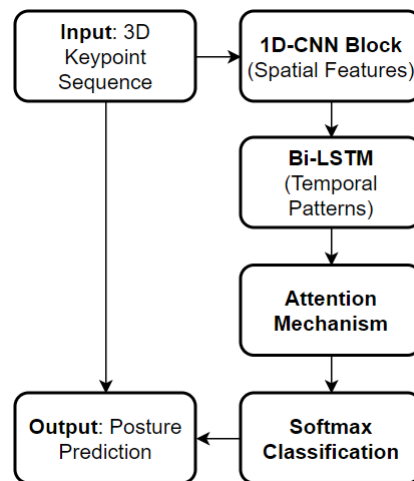 Input: 3D
Keypoint
Sequence
1D-CNN Block
(Spatial Features)
Bi-LSTM
(Temporal
Patterns)
Attention
Mechanism
Output: Posture
Prediction
Softmax
Classification